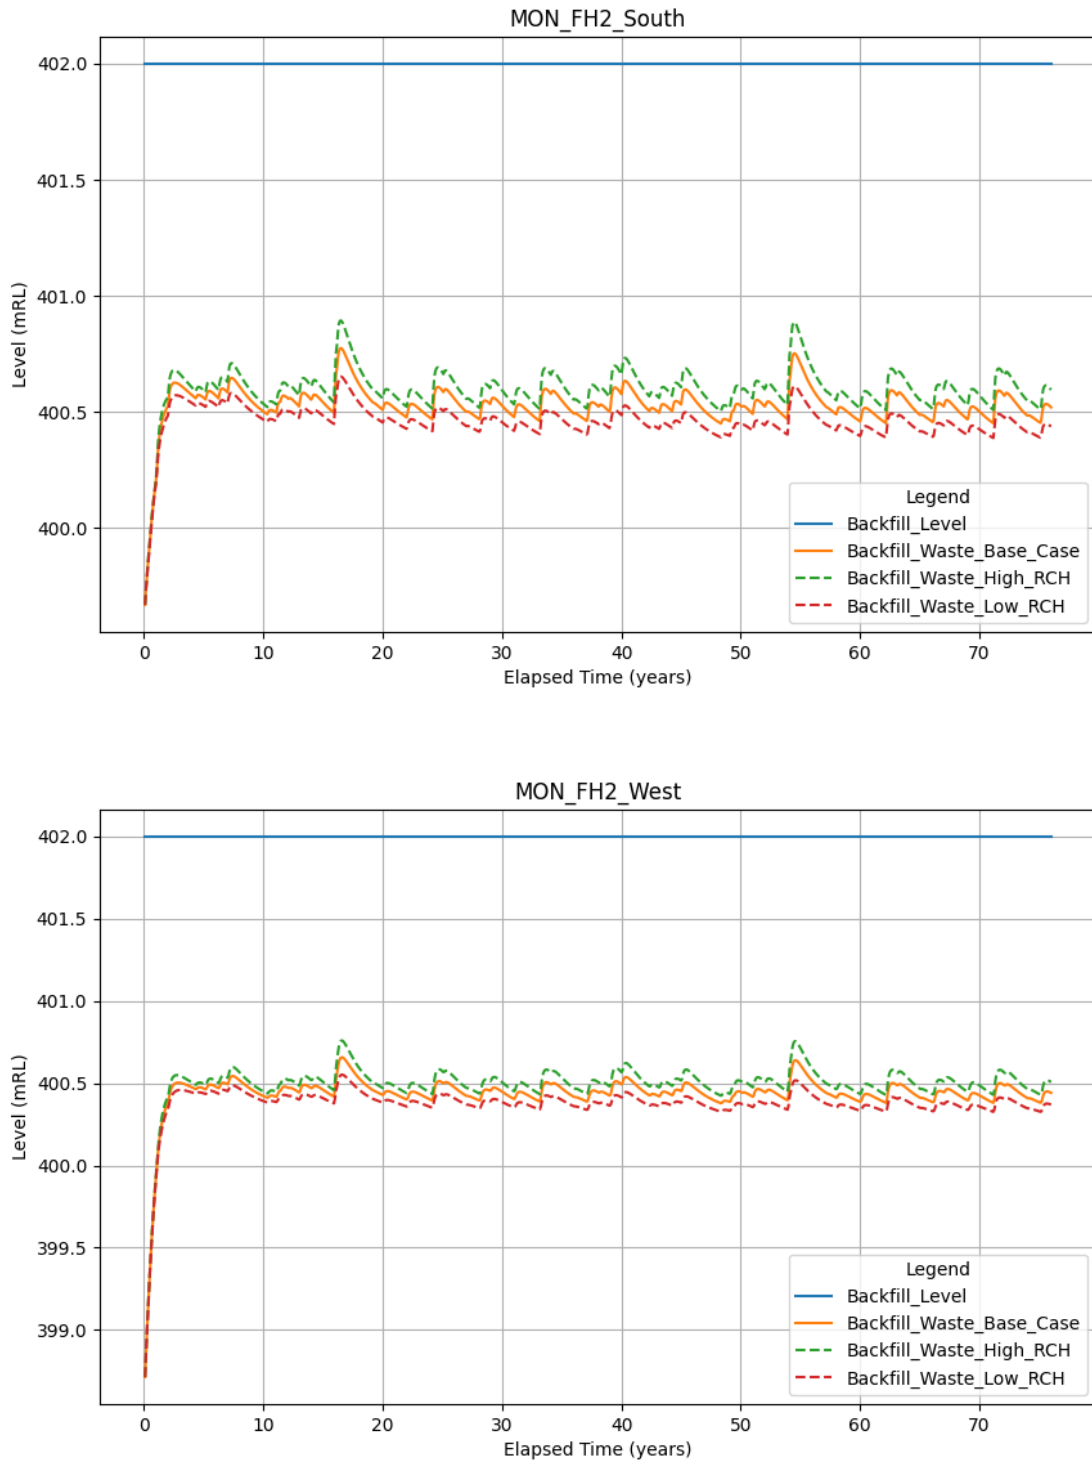 MON_FH2_South
402.0
401.5
401.0
400.5
400.0
Level (mRL)
Legend
Backfill_Level
Backfill_Waste_Base_Case
Backfill_Waste_High_RCH
Backfill_Waste_Low_RCH
0 10 20 30 40 50 60 70
Elapsed Time (years)
MON_FH2_West
402.0
401.5
401.0
400.5
400.0
399.5
399.0
Level (mRL)
Legend
Backfill_Level
Backfill_Waste_Base_Case
Backfill_Waste_High_RCH
Backfill_Waste_Low_RCH
0 10 20 30 40 50 60 70
Elapsed Time (years)